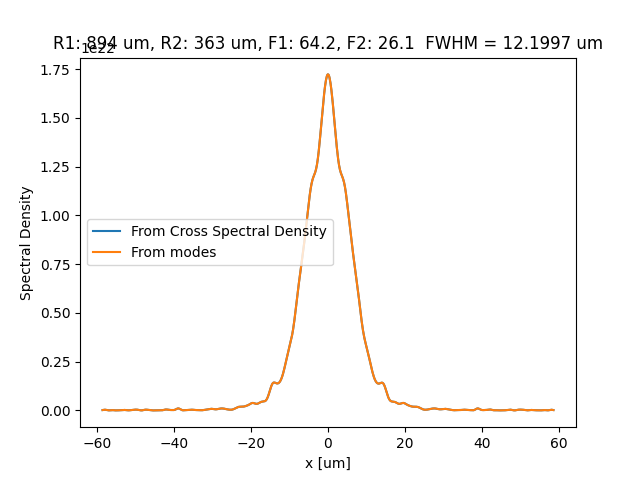 R1: 894 um, R2: 363 um, F1: 64.2, F2: 26.1  FWHM = 12.1997 um
1e22
1.75
1.50
1.25
1.00
0.75
0.50
0.25
0.00
Spectral Density
From Cross Spectral Density
From modes
−60
−40
−20
0
20
40
60
x [um]